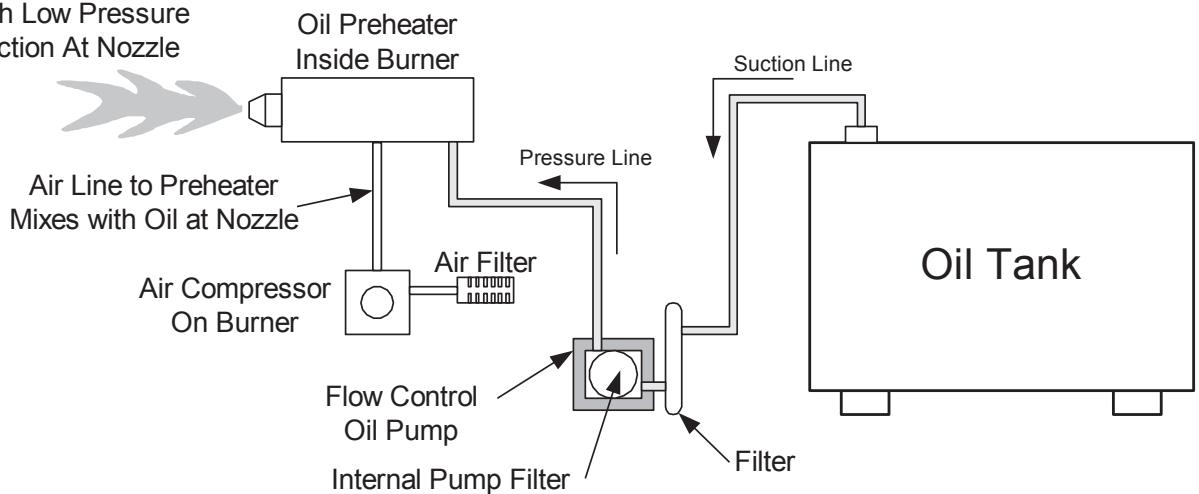 Low Pressure
At Nozzle
Oil Preheater
Inside Burner
Suction Line
Pressure Line
Air Line to Preheater
Mixes with Oil at Nozzle
Air Filter
Air Compressor
On Burner
Oil Tank
Flow Control
Oil Pump
Internal Pump Filter
Filter